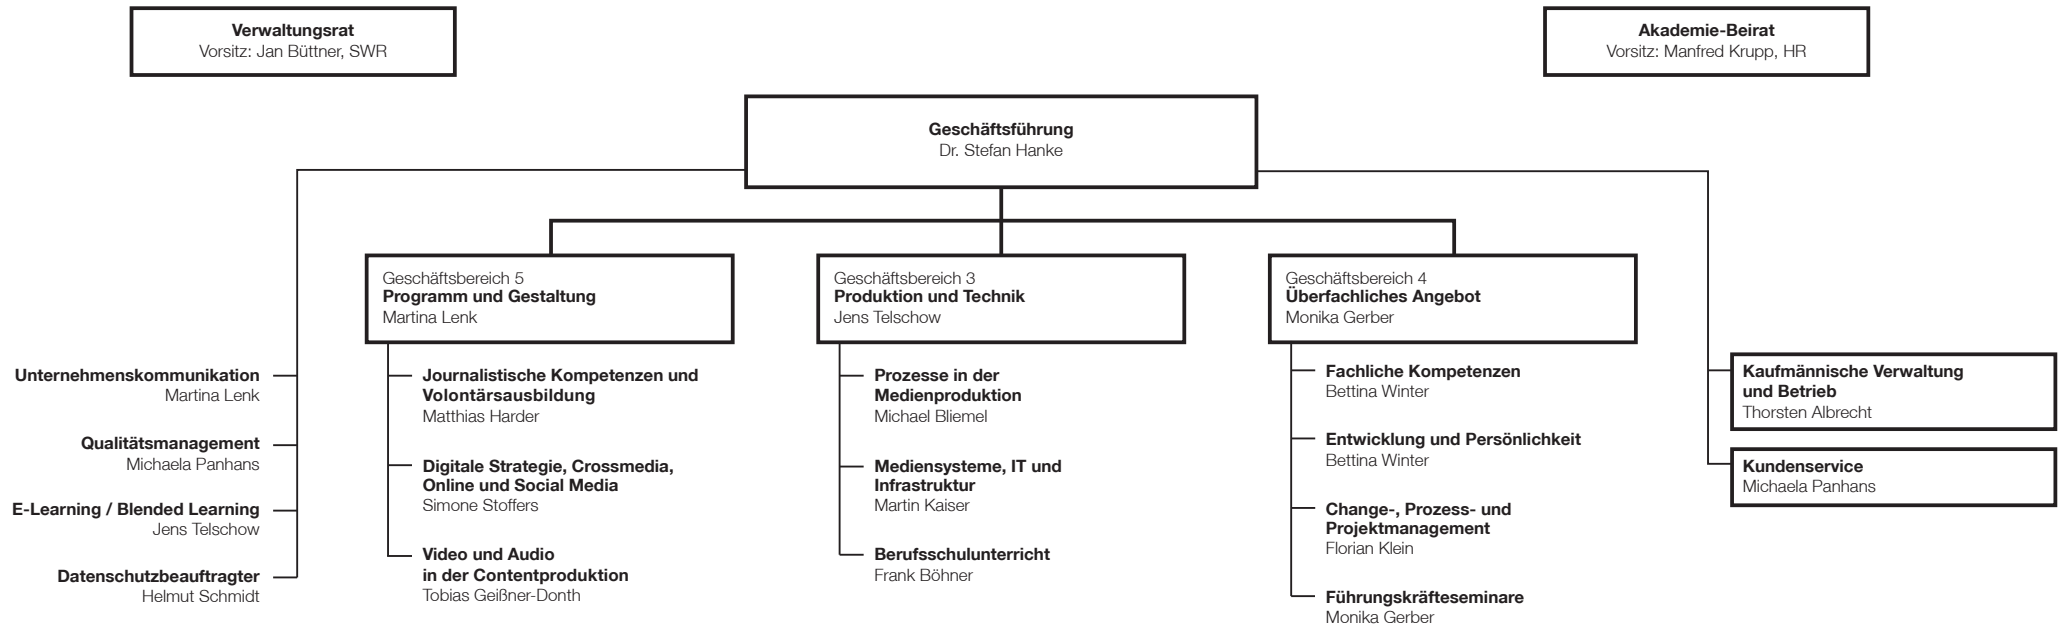 Verwaltungsrat
Vorsitz: Jan Büttner, SWR
Akademie-Beirat
Vorsitz: Manfred Krupp, HR
Geschäftsführung
Dr. Stefan Hanke
Geschäftsbereich 5
Programm und Gestaltung
Martina Lenk
Geschäftsbereich 3
Produktion und Technik
Jens Telschow
Geschäftsbereich 4
Überfachliches Angebot
Monika Gerber
Unternehmenskommunikation
Martina Lenk
Qualitätsmanagement
Michaela Panhans
E-Learning / Blended Learning
Jens Telschow
Datenschutzbeauftragter
Helmut Schmidt
Journalistische Kompetenzen und
Volontärsausbildung
Matthias Harder
Digitale Strategie, Crossmedia,
Online und Social Media
Simone Stoffers
Video und Audio
in der Contentproduktion
Tobias Geißner-Donth
Prozesse in der
Medienproduktion
Michael Bliemel
Mediensysteme, IT und
Infrastruktur
Martin Kaiser
Berufsschulunterricht
Frank Böhner
Fachliche Kompetenzen
Bettina Winter
Entwicklung und Persönlichkeit
Bettina Winter
Change-, Prozess- und
Projektmanagement
Florian Klein
Führungskräfteseminare
Monika Gerber
Kaufmännische Verwaltung
und Betrieb
Thorsten Albrecht
Kundenservice
Michaela Panhans